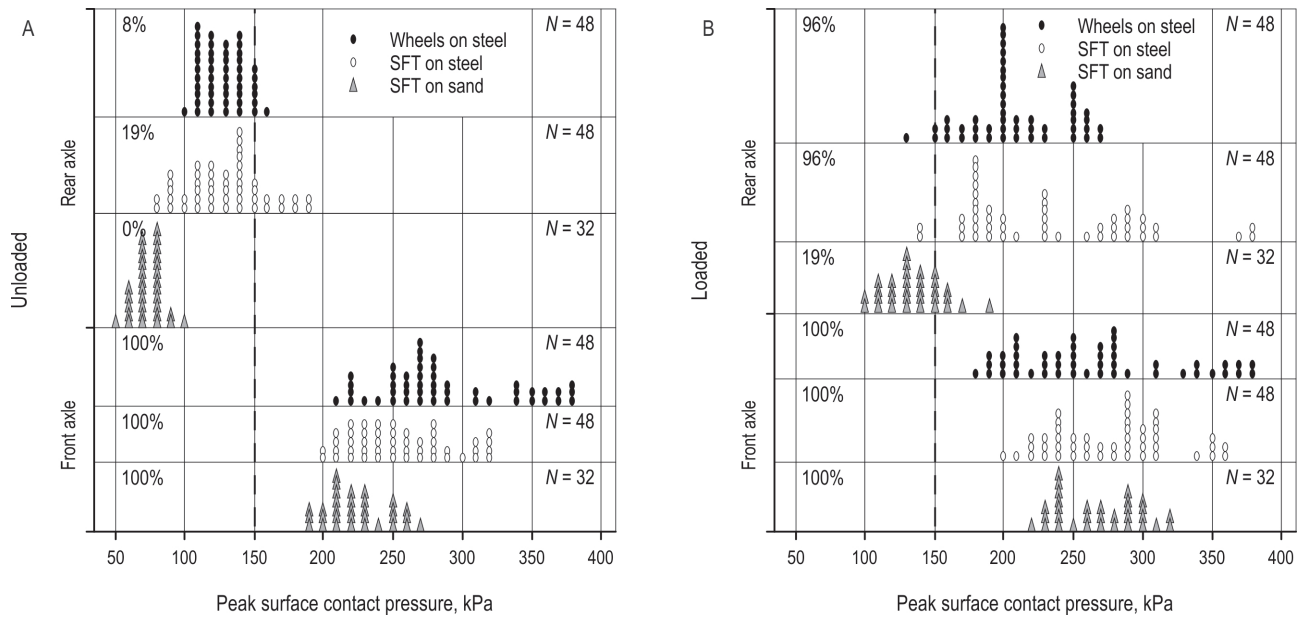 A
8%
N = 48
Wheels on steel
SFT on steel
SFT on sand
19%
N = 48
0%
N = 32
100%
N = 48
100%
N = 48
100%
N = 32
Rear axle
Front axle
Unloaded
50 100 150 200 250 300 350 400
Peak surface contact pressure, kPa
B
96%
N = 48
Wheels on steel
SFT on steel
SFT on sand
96%
N = 48
19%
N = 32
100%
N = 48
100%
N = 48
100%
N = 32
Rear axle
Front axle
Loaded
50 100 150 200 250 300 350 400
Peak surface contact pressure, kPa